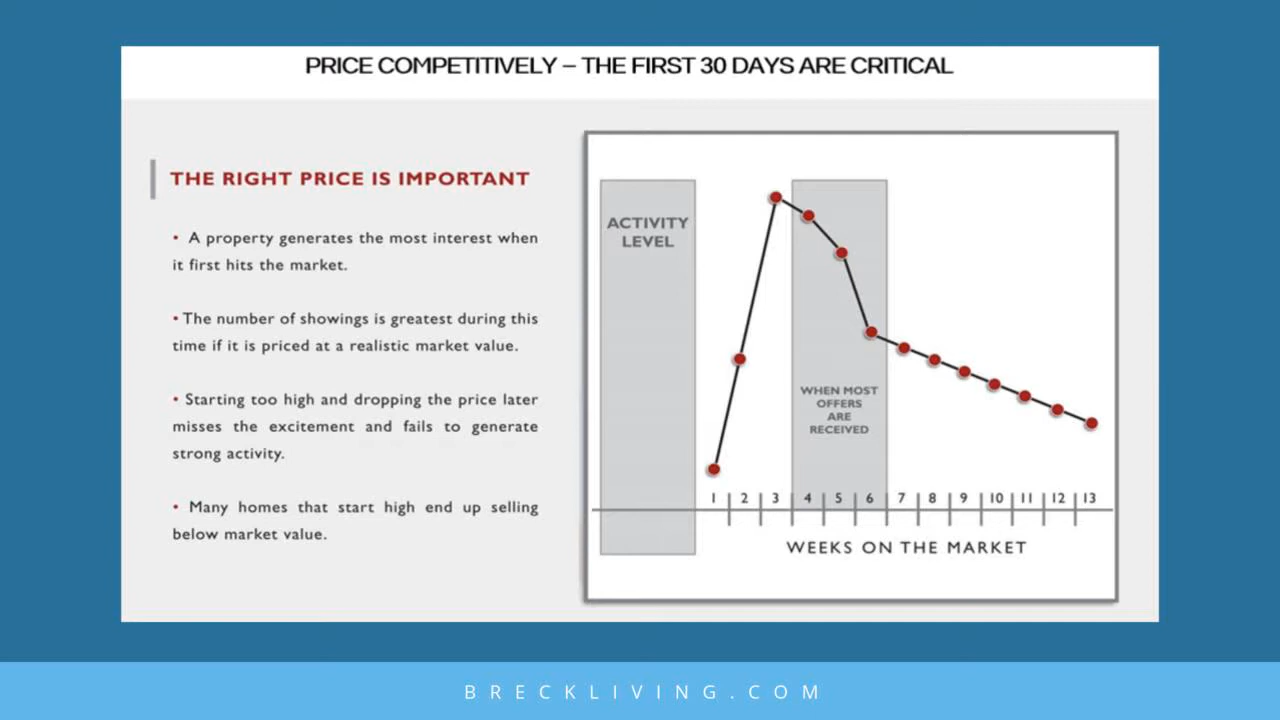 PRICE COMPETITIVELY – THE FIRST 30 DAYS ARE CRITICAL
THE RIGHT PRICE IS IMPORTANT
• A property generates the most interest when
it first hits the market.
• The number of showings is greatest during this
time if it is priced at a realistic market value.
• Starting too high and dropping the price later
misses the excitement and fails to generate
strong activity.
• Many homes that start high end up selling
below market value.
ACTIVITY
LEVEL
WHEN MOST
OFFERS
ARE
RECEIVED
1 2 3 4 5 6 7 8 9 10 11 12 13
WEEKS ON THE MARKET
BRECKLIVING.COM